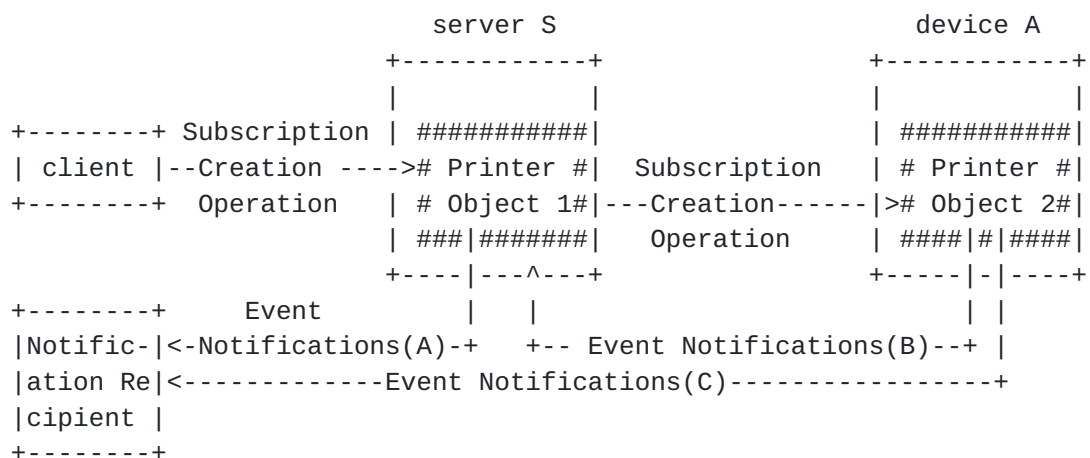 server S                       device A
                        +------------+                 +------------+
                        |            |                 |            |
+--------+ Subscription | ###########|                 | ###########|
| client |--Creation ----># Printer #|  Subscription   | # Printer #|
+--------+  Operation   | # Object 1#|---Creation------|># Object 2#|
                        | ###|#######|   Operation     | ####|#|####|
                        +----|---^---+                 +-----|-|----+
+--------+    Event          |   |                           | |
|Notific-|<-Notifications(A)-+   +-- Event Notifications(B)--+ |
|ation Re|<-------------Event Notifications(C)-----------------+
|cipient |
+--------+